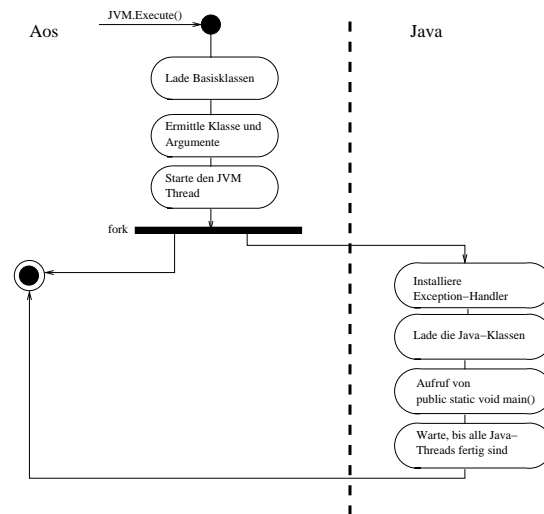 JVM.Execute()
Aos
Java
Lade Basisklassen
Ermittle Klasse und
Argumente
Starte den JVM
Thread
fork
Installiere
Exception−Handler
Lade die Java−Klassen
Aufruf von
public static void main()
Warte, bis alle Java−
Threads fertig sind